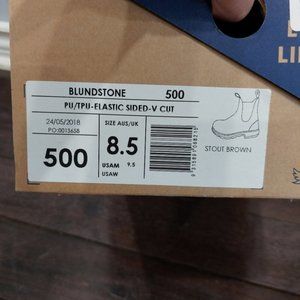 BLUNDSTONE 500
PU/TPU-ELASTIC SIDED-V CUT
24/05/2018
PO:0013658
500
SIZE AUS/UK
8.5
USAM 9.5
USAW
STOUT BROWN